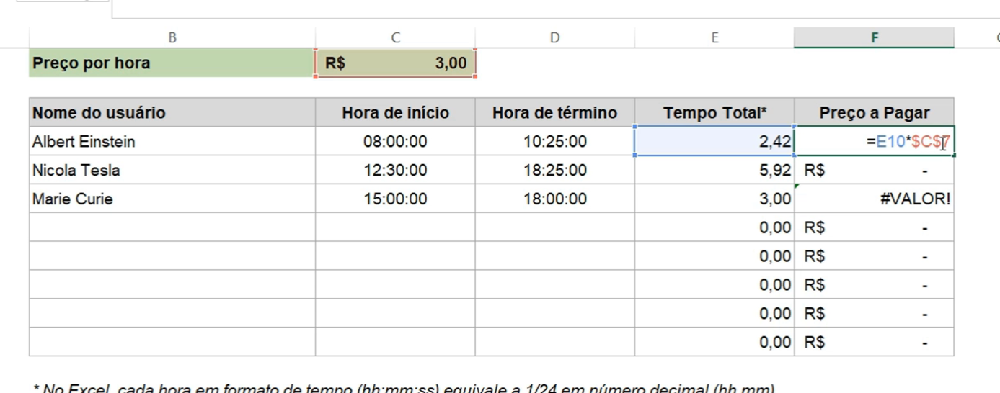 B C D E F
Preço por hora R$ 3,00
Nome do usuário Hora de início Hora de término Tempo Total* Preço a Pagar
Albert Einstein 08:00:00 10:25:00 2,42 =E10*$C$7
Nicola Tesla 12:30:00 18:25:00 5,92 R$ -
Marie Curie 15:00:00 18:00:00 3,00 #VALOR!
0,00 R$ -
0,00 R$ -
0,00 R$ -
0,00 R$ -
0,00 R$ -
* No Excel, cada hora em formato de tempo (hh:mm:ss) equivale a 1/24 em número decimal (hh,mm)